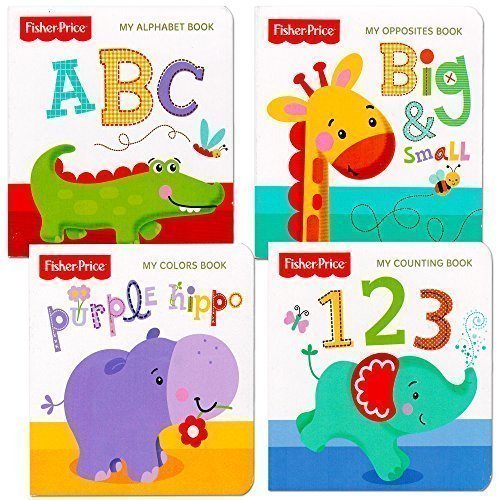 Fisher-Price
MY ALPHABET BOOK
ABC
Fisher-Price
MY OPPOSITES BOOK
Big
&
small
Fisher-Price
MY COLORS BOOK
purple hippo
Fisher-Price
MY COUNTING BOOK
123